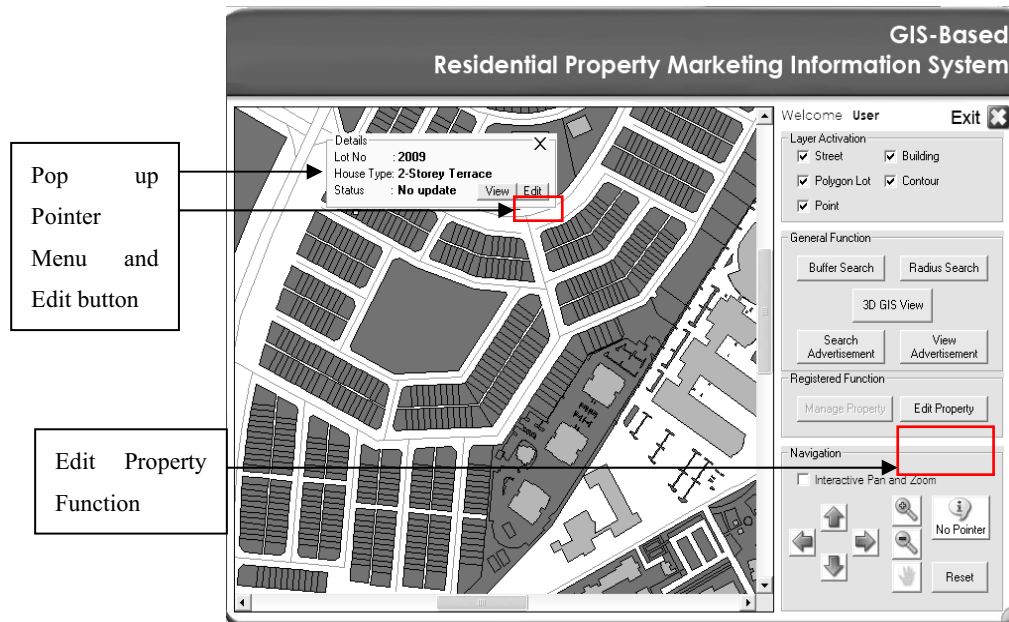 GIS-Based
Residential Property Marketing Information System
Pop up
Pointer
Menu and
Edit button
Edit Property
Function
Details
X
Lot No : 2009
House Type: 2-Storey Terrace
Status : No update
View
Edit
Welcome User
Exit
Layer Activation
Street
Building
Polygon Lot
Contour
Point
General Function
Buffer Search
Radius Search
3D GIS View
Search
Advertisement
View
Advertisement
Registered Function
Manage Property
Edit Property
Navigation
Interactive Pan and Zoom
No Pointer
Reset